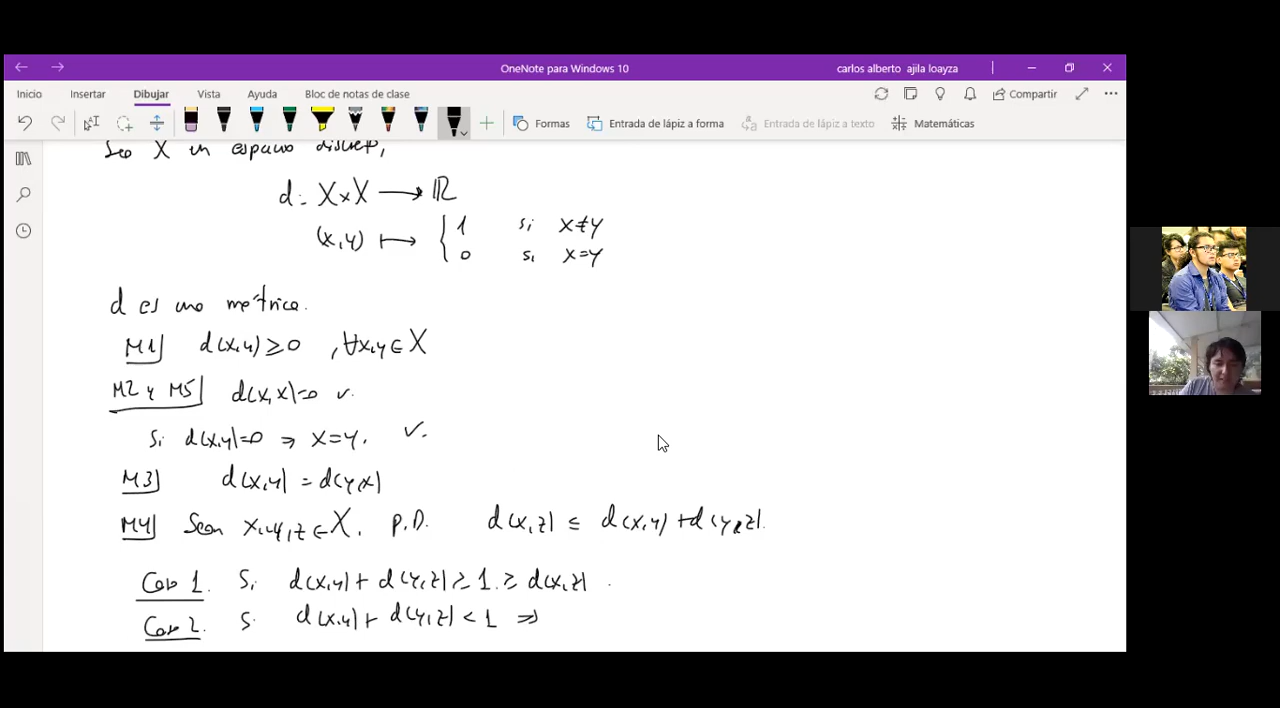 OneNote para Windows 10
carlos alberto ajila loayza
Inicio Insertar Dibujar Vista Ayuda Bloc de notas de clase
Compartir
Formas Entrada de lápiz a forma Entrada de lápiz a texto Matemáticas
Sea X un espacio discreto,
d: X×X → ℝ
(x,y) ↦ { 1 si x≠y
0 si x=y
d es una métrica.
M1| d(x,y) ≥ 0 , ∀x,y ∈ X
M2 y M5| d(x,x)=0 ✓.
Si d(x,y)=0 ⇒ x=y. ✓.
M3| d(x,y) = d(y,x)
M4| Sean x,y,z ∈ X. P.D. d(x,z) ≤ d(x,y) + d(y,z).
Caso 1. Si d(x,y) + d(y,z) ≥ 1 ≥ d(x,z) .
Caso 2. Si d(x,y) + d(y,z) < 1 ⇒